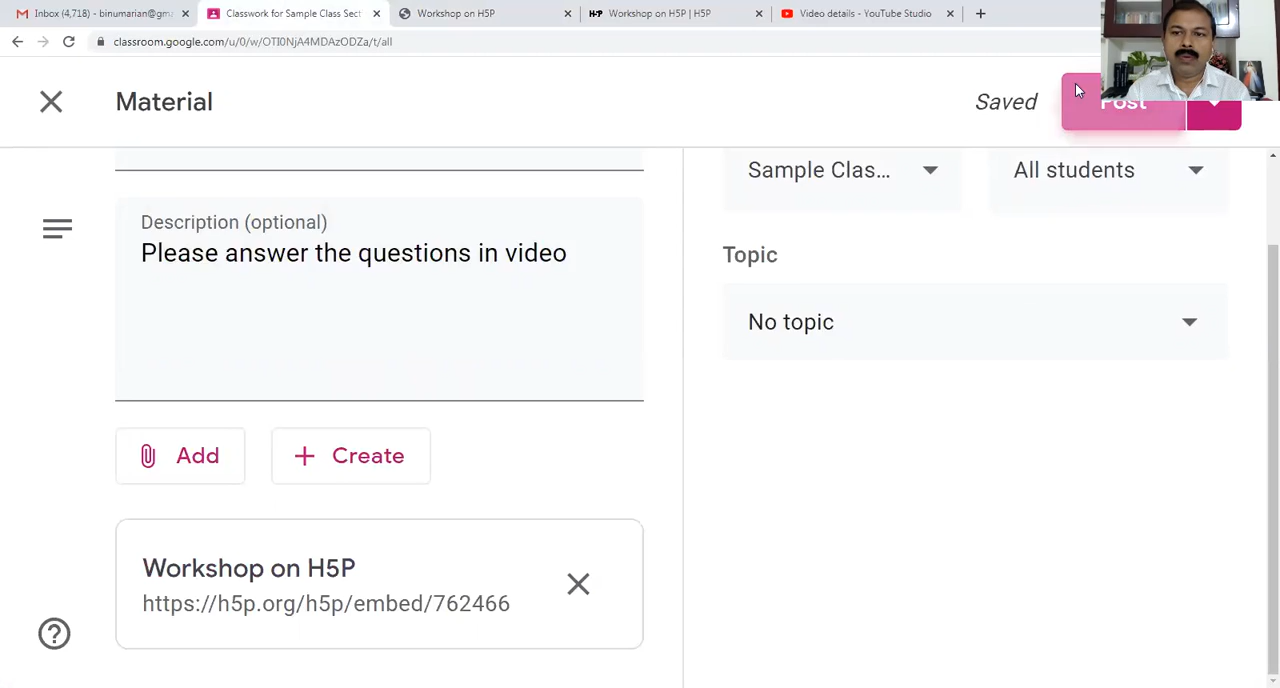 Inbox (4,718) - binumarian@gm
Classwork for Sample Class Sect
Workshop on H5P
H-P Workshop on H5P | H5P
Video details - YouTube Studio
classroom.google.com/u/0/w/OTI0NjA4MDAzODZa/t/all
Material
Saved
Post
Sample Clas...
All students
Description (optional)
Please answer the questions in video
Topic
No topic
Add
Create
Workshop on H5P
https://h5p.org/h5p/embed/762466